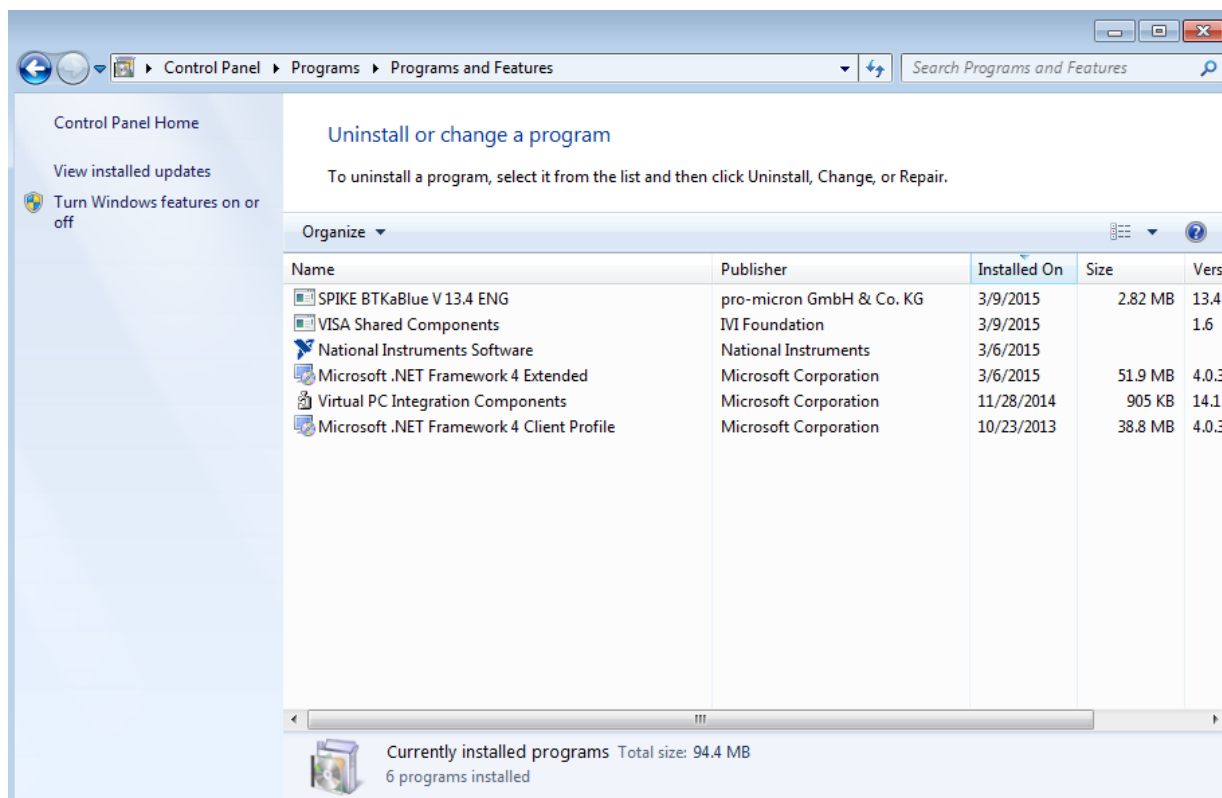 Control Panel Programs Programs and Features Search Programs and Features
Control Panel Home
View installed updates
Turn Windows features on or
off
Uninstall or change a program
To uninstall a program, select it from the list and then click Uninstall, Change, or Repair.
Organize
Name Publisher Installed On Size Vers
SPIKE BTKaBlue V 13.4 ENG pro-micron GmbH & Co. KG 3/9/2015 2.82 MB 13.4
VISA Shared Components IVI Foundation 3/9/2015 1.6
National Instruments Software National Instruments 3/6/2015
Microsoft .NET Framework 4 Extended Microsoft Corporation 3/6/2015 51.9 MB 4.0.3
Virtual PC Integration Components Microsoft Corporation 11/28/2014 905 KB 14.1
Microsoft .NET Framework 4 Client Profile Microsoft Corporation 10/23/2013 38.8 MB 4.0.3
Currently installed programs Total size: 94.4 MB
6 programs installed